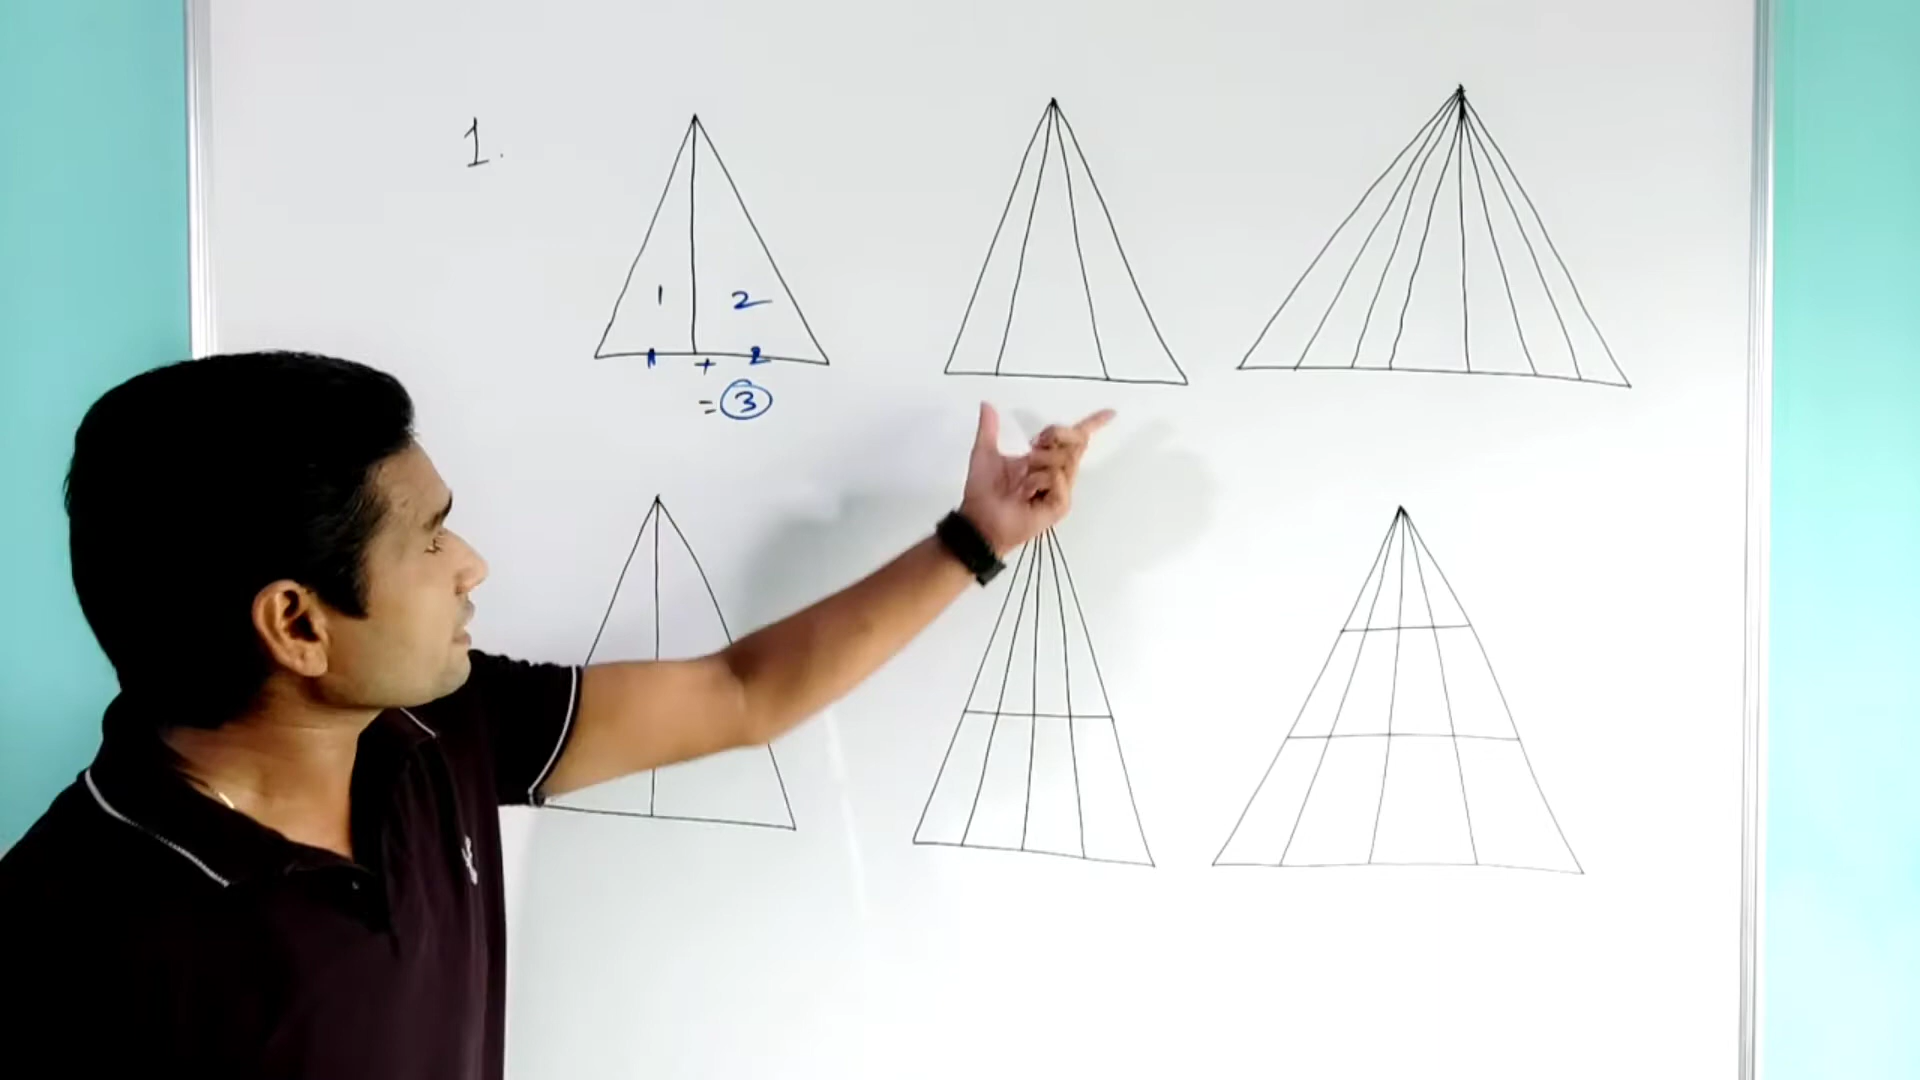 1.
1 2
1 + 2
= 3